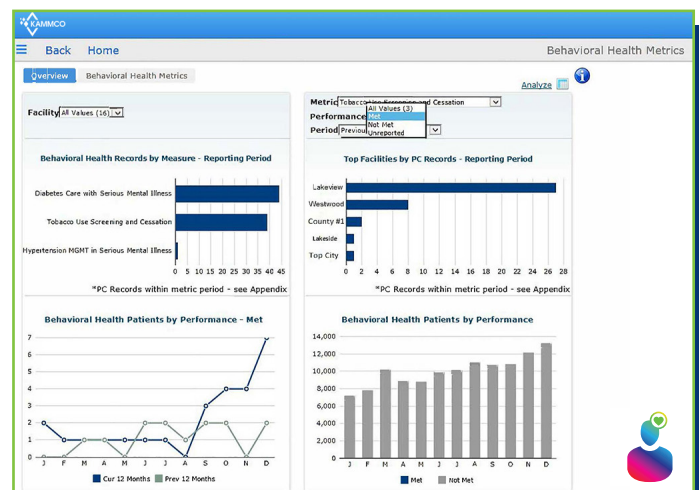 KAMMCO
Back Home Behavioral Health Metrics
Overview Behavioral Health Metrics
Analyze
Facility All Values (16)
Metric Tobacco Use Screening and Cessation
All Values (3)
Performance Met
Not Met
Period Previou
Unreported
Behavioral Health Records by Measure - Reporting Period
Diabetes Care with Serious Mental Illness
Tobacco Use Screening and Cessation
Hypertension MGMT in Serious Mental Illness
0 5 10 15 20 25 30 35 40 45
*PC Records within metric period - see Appendix
Top Facilities by PC Records - Reporting Period
Lakeview
Westwood
County #1
Lakeside
Top City
0 2 4 6 8 10 12 14 16 18 20 22 24 26 28
*PC Records within metric period - see Appendix
Behavioral Health Patients by Performance - Met
7
6
5
4
3
2
1
0
J F M A M J J A S O N D
Cur 12 Months Prev 12 Months
Behavioral Health Patients by Performance
14,000
12,000
10,000
8,000
6,000
4,000
2,000
0
J F M A M J J A S O N D
Met Not Met